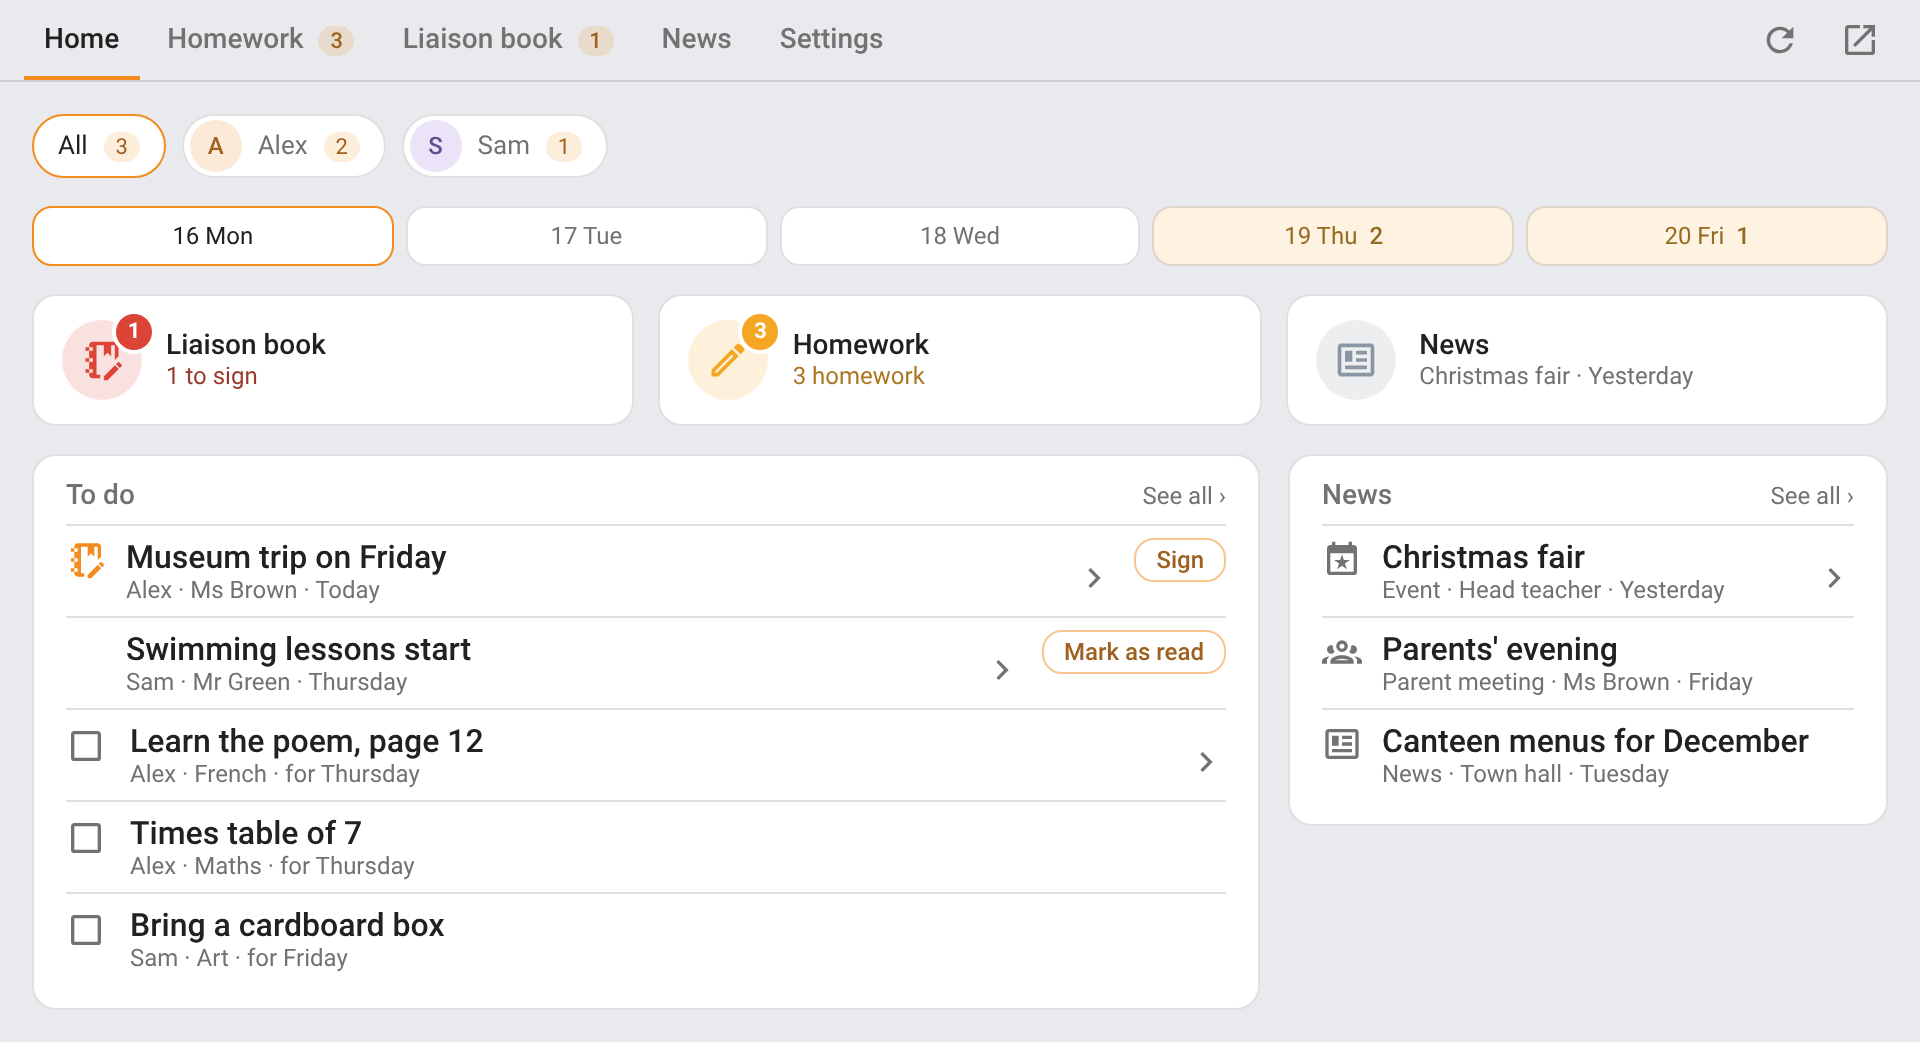 Home
Homework 3
Liaison book 1
News
Settings
All 3
A Alex 2
S Sam 1
16 Mon
17 Tue
18 Wed
19 Thu 2
20 Fri 1
1
Liaison book
1 to sign
3
Homework
3 homework
News
Christmas fair · Yesterday
To do
See all ›
Museum trip on Friday
Alex · Ms Brown · Today
Sign
Swimming lessons start
Sam · Mr Green · Thursday
Mark as read
Learn the poem, page 12
Alex · French · for Thursday
Times table of 7
Alex · Maths · for Thursday
Bring a cardboard box
Sam · Art · for Friday
News
See all ›
Christmas fair
Event · Head teacher · Yesterday
Parents' evening
Parent meeting · Ms Brown · Friday
Canteen menus for December
News · Town hall · Tuesday